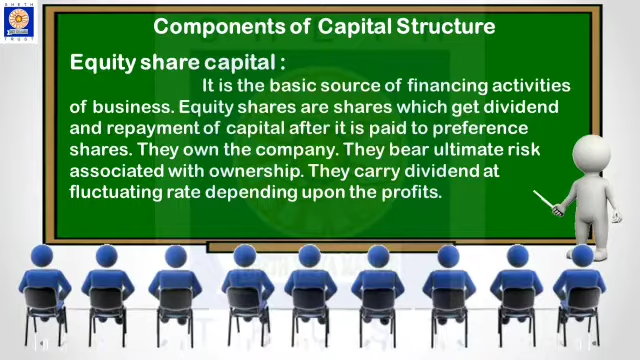 SHETH
TRUST
Components of Capital Structure
Equity share capital :
It is the basic source of financing activities
of business. Equity shares are shares which get dividend
and repayment of capital after it is paid to preference
shares. They own the company. They bear ultimate risk
associated with ownership. They carry dividend at
fluctuating rate depending upon the profits.